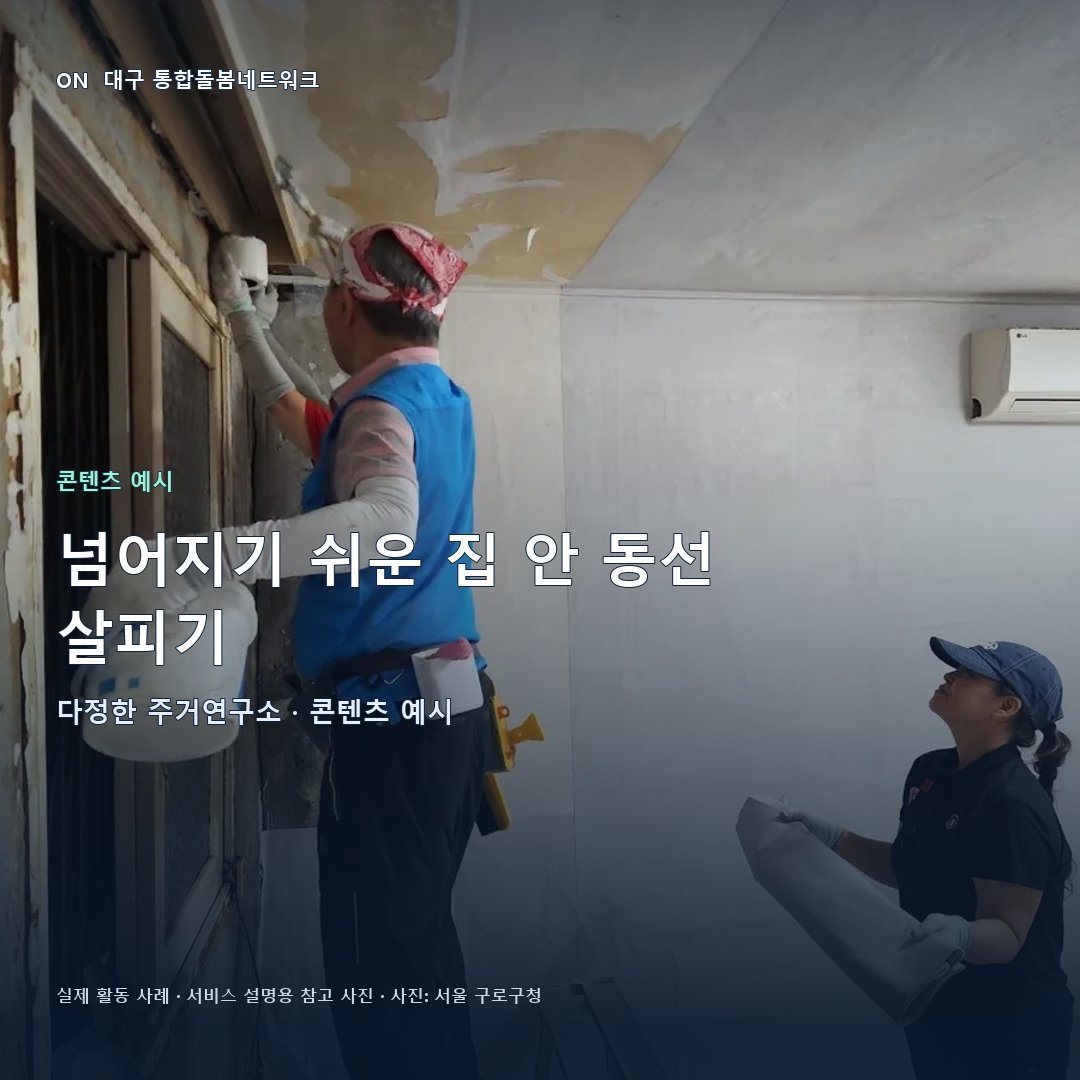 ON 대구 통합돌봄네트워크
콘텐츠 예시
넘어지기 쉬운 집 안 동선
살피기
다정한 주거연구소 · 콘텐츠 예시
실제 활동 사례 · 서비스 설명용 참고 사진 · 사진: 서울 구로구청